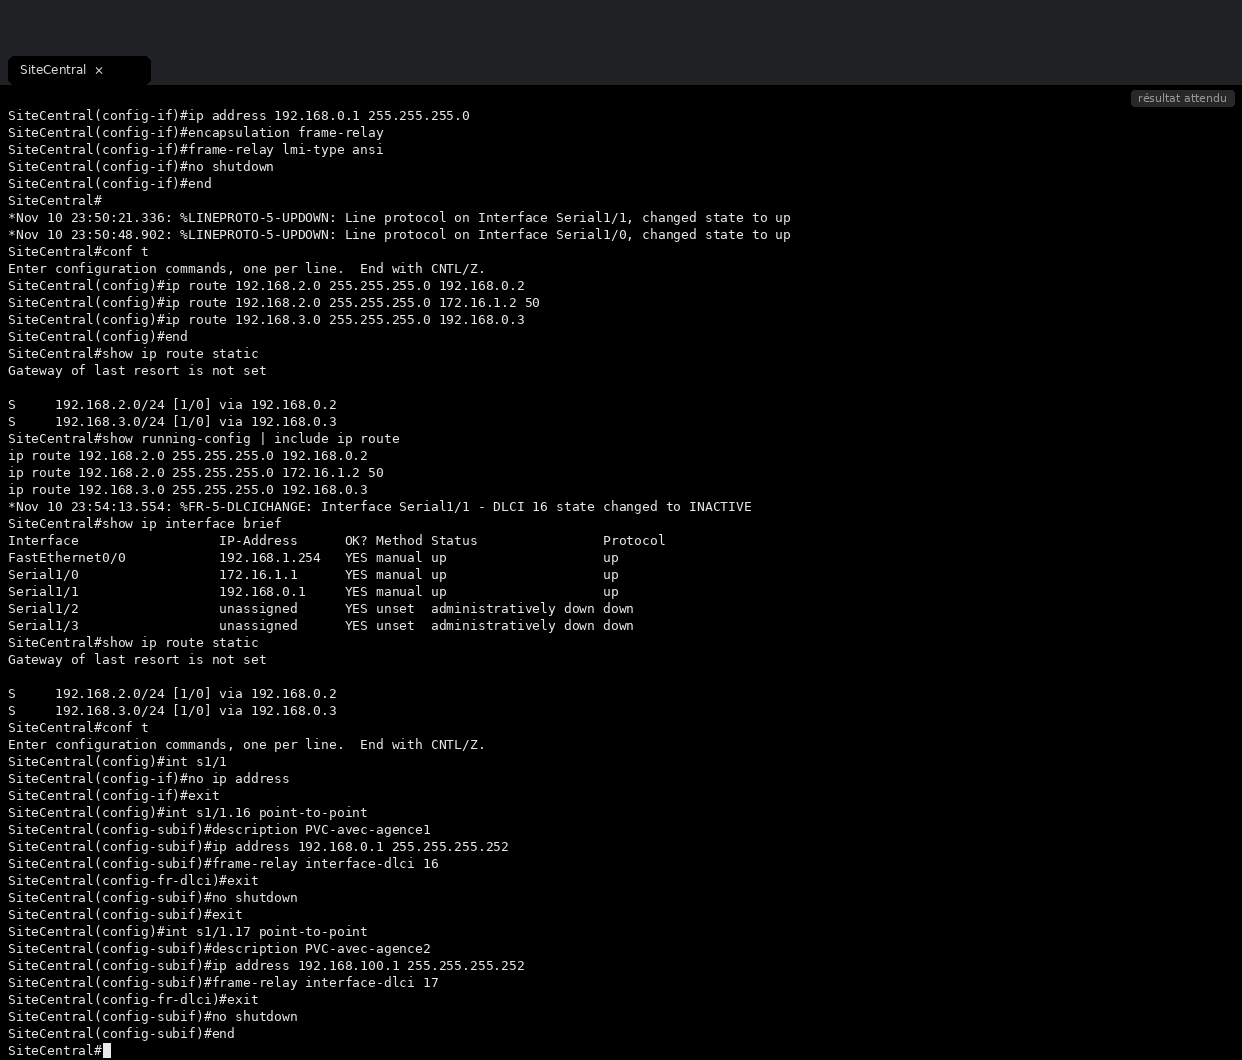 SiteCentral ×
résultat attendu
SiteCentral(config-if)#ip address 192.168.0.1 255.255.255.0
SiteCentral(config-if)#encapsulation frame-relay
SiteCentral(config-if)#frame-relay lmi-type ansi
SiteCentral(config-if)#no shutdown
SiteCentral(config-if)#end
SiteCentral#
*Nov 10 23:50:21.336: %LINEPROTO-5-UPDOWN: Line protocol on Interface Serial1/1, changed state to up
*Nov 10 23:50:48.902: %LINEPROTO-5-UPDOWN: Line protocol on Interface Serial1/0, changed state to up
SiteCentral#conf t
Enter configuration commands, one per line.  End with CNTL/Z.
SiteCentral(config)#ip route 192.168.2.0 255.255.255.0 192.168.0.2
SiteCentral(config)#ip route 192.168.2.0 255.255.255.0 172.16.1.2 50
SiteCentral(config)#ip route 192.168.3.0 255.255.255.0 192.168.0.3
SiteCentral(config)#end
SiteCentral#show ip route static
Gateway of last resort is not set
S     192.168.2.0/24 [1/0] via 192.168.0.2
S     192.168.3.0/24 [1/0] via 192.168.0.3
SiteCentral#show running-config | include ip route
ip route 192.168.2.0 255.255.255.0 192.168.0.2
ip route 192.168.2.0 255.255.255.0 172.16.1.2 50
ip route 192.168.3.0 255.255.255.0 192.168.0.3
*Nov 10 23:54:13.554: %FR-5-DLCICHANGE: Interface Serial1/1 - DLCI 16 state changed to INACTIVE
SiteCentral#show ip interface brief
Interface                  IP-Address      OK? Method Status                Protocol
FastEthernet0/0            192.168.1.254   YES manual up                    up
Serial1/0                  172.16.1.1      YES manual up                    up
Serial1/1                  192.168.0.1     YES manual up                    up
Serial1/2                  unassigned      YES unset  administratively down down
Serial1/3                  unassigned      YES unset  administratively down down
SiteCentral#show ip route static
Gateway of last resort is not set
S     192.168.2.0/24 [1/0] via 192.168.0.2
S     192.168.3.0/24 [1/0] via 192.168.0.3
SiteCentral#conf t
Enter configuration commands, one per line.  End with CNTL/Z.
SiteCentral(config)#int s1/1
SiteCentral(config-if)#no ip address
SiteCentral(config-if)#exit
SiteCentral(config)#int s1/1.16 point-to-point
SiteCentral(config-subif)#description PVC-avec-agence1
SiteCentral(config-subif)#ip address 192.168.0.1 255.255.255.252
SiteCentral(config-subif)#frame-relay interface-dlci 16
SiteCentral(config-fr-dlci)#exit
SiteCentral(config-subif)#no shutdown
SiteCentral(config-subif)#exit
SiteCentral(config)#int s1/1.17 point-to-point
SiteCentral(config-subif)#description PVC-avec-agence2
SiteCentral(config-subif)#ip address 192.168.100.1 255.255.255.252
SiteCentral(config-subif)#frame-relay interface-dlci 17
SiteCentral(config-fr-dlci)#exit
SiteCentral(config-subif)#no shutdown
SiteCentral(config-subif)#end
SiteCentral#